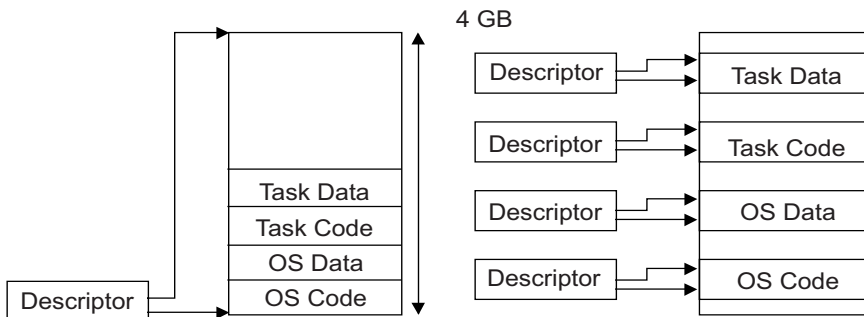 4 GB
Task Data
Task Code
OS Data
OS Code
Descriptor
Descriptor
Task Data
Descriptor
Task Code
Descriptor
OS Data
Descriptor
OS Code